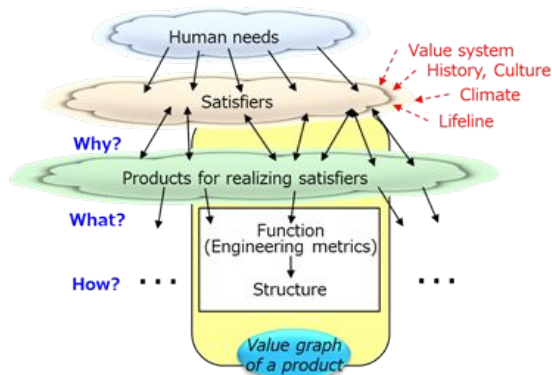 Human needs
Value system
History, Culture
Satisfiers
Climate
Lifeline
Why?
Products for realizing satisfiers
What?
Function
(Engineering metrics)
How?
...
Structure
...
Value graph
of a product